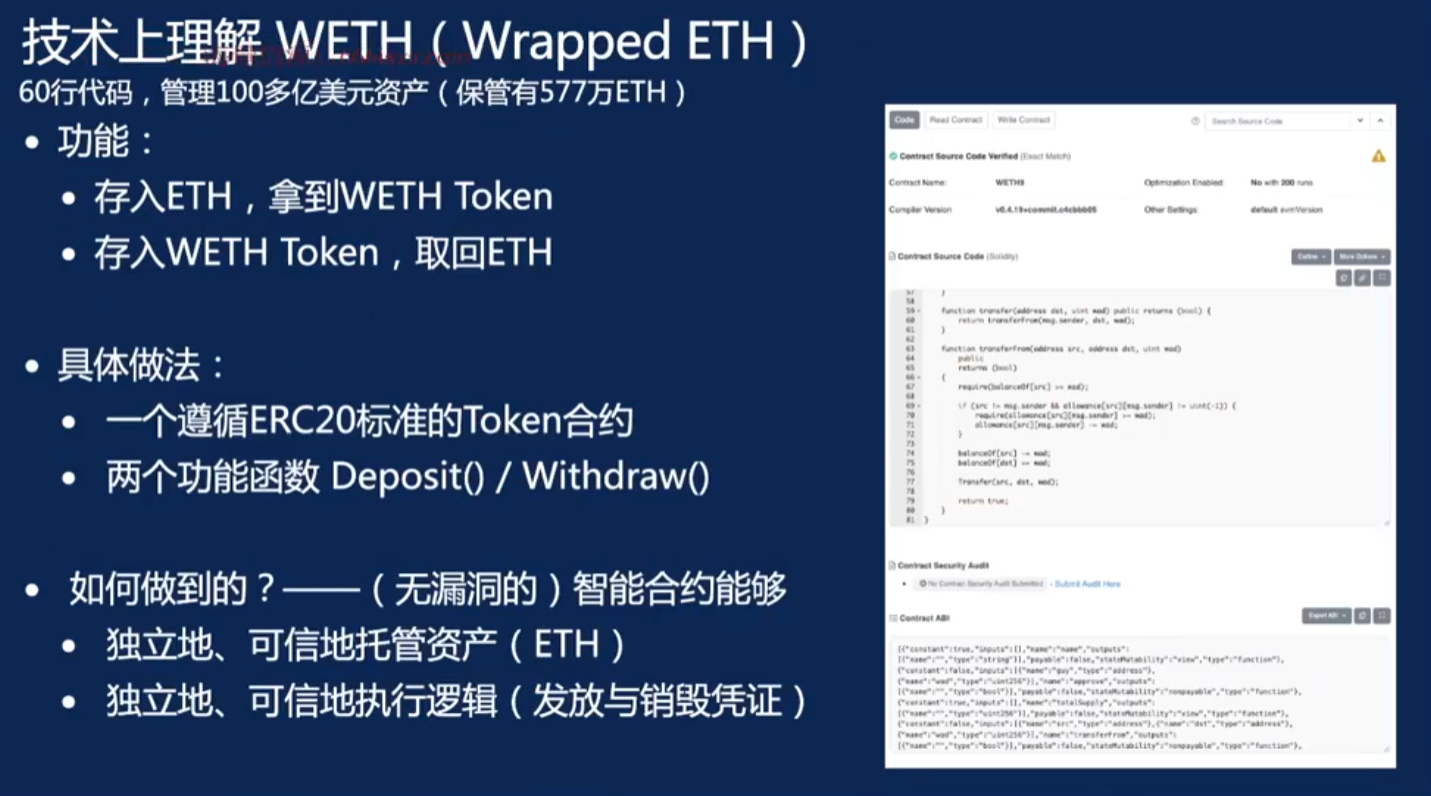 技术上理解 WETH（Wrapped ETH）
60行代码，管理100多亿美元资产（保管有577万ETH）
• 功能：
• 存入ETH，拿到WETH Token
• 存入WETH Token，取回ETH
• 具体做法：
• 一个遵循ERC20标准的Token合约
• 两个功能函数 Deposit() / Withdraw()
• 如何做到的？——（无漏洞的）智能合约能够
• 独立地、可信地托管资产（ETH）
• 独立地、可信地执行逻辑（发放与销毁凭证）
Code Read Contract Write Contract Search Source Code
Contract Source Code Verified (Exact Match)
Contract Name: WETH9 Optimization Enabled: No with 200 runs
Compiler Version v0.4.19+commit.c4cbbb05 Other Settings: default evmVersion
Contract Source Code (Solidity) Outline More Options
57 }
58
59 function transfer(address dst, uint wad) public returns (bool) {
60 return transferFrom(msg.sender, dst, wad);
61 }
62
63 function transferFrom(address src, address dst, uint wad)
64 public
65 returns (bool)
66 {
67 require(balanceOf[src] >= wad);
68
69 if (src != msg.sender && allowance[src][msg.sender] != uint(-1)) {
70 require(allowance[src][msg.sender] >= wad);
71 allowance[src][msg.sender] -= wad;
72 }
73
74 balanceOf[src] -= wad;
75 balanceOf[dst] += wad;
76
77 Transfer(src, dst, wad);
78
79 return true;
80 }
81 }
Contract Security Audit
• No Contract Security Audit Submitted - Submit Audit Here
Contract ABI Export ABI
[{"constant":true,"inputs":[],"name":"name","outputs":
[{"name":"","type":"string"}],"payable":false,"stateMutability":"view","type":"function"},
{"constant":false,"inputs":[{"name":"guy","type":"address"},
{"name":"wad","type":"uint256"}],"name":"approve","outputs":
[{"name":"","type":"bool"}],"payable":false,"stateMutability":"nonpayable","type":"function"},
{"constant":true,"inputs":[],"name":"totalSupply","outputs":
[{"name":"","type":"uint256"}],"payable":false,"stateMutability":"view","type":"function"},
{"constant":false,"inputs":[{"name":"src","type":"address"},{"name":"dst","type":"address"},
{"name":"wad","type":"uint256"}],"name":"transferFrom","outputs":
[{"name":"","type":"bool"}],"payable":false,"stateMutability":"nonpayable","type":"function"},